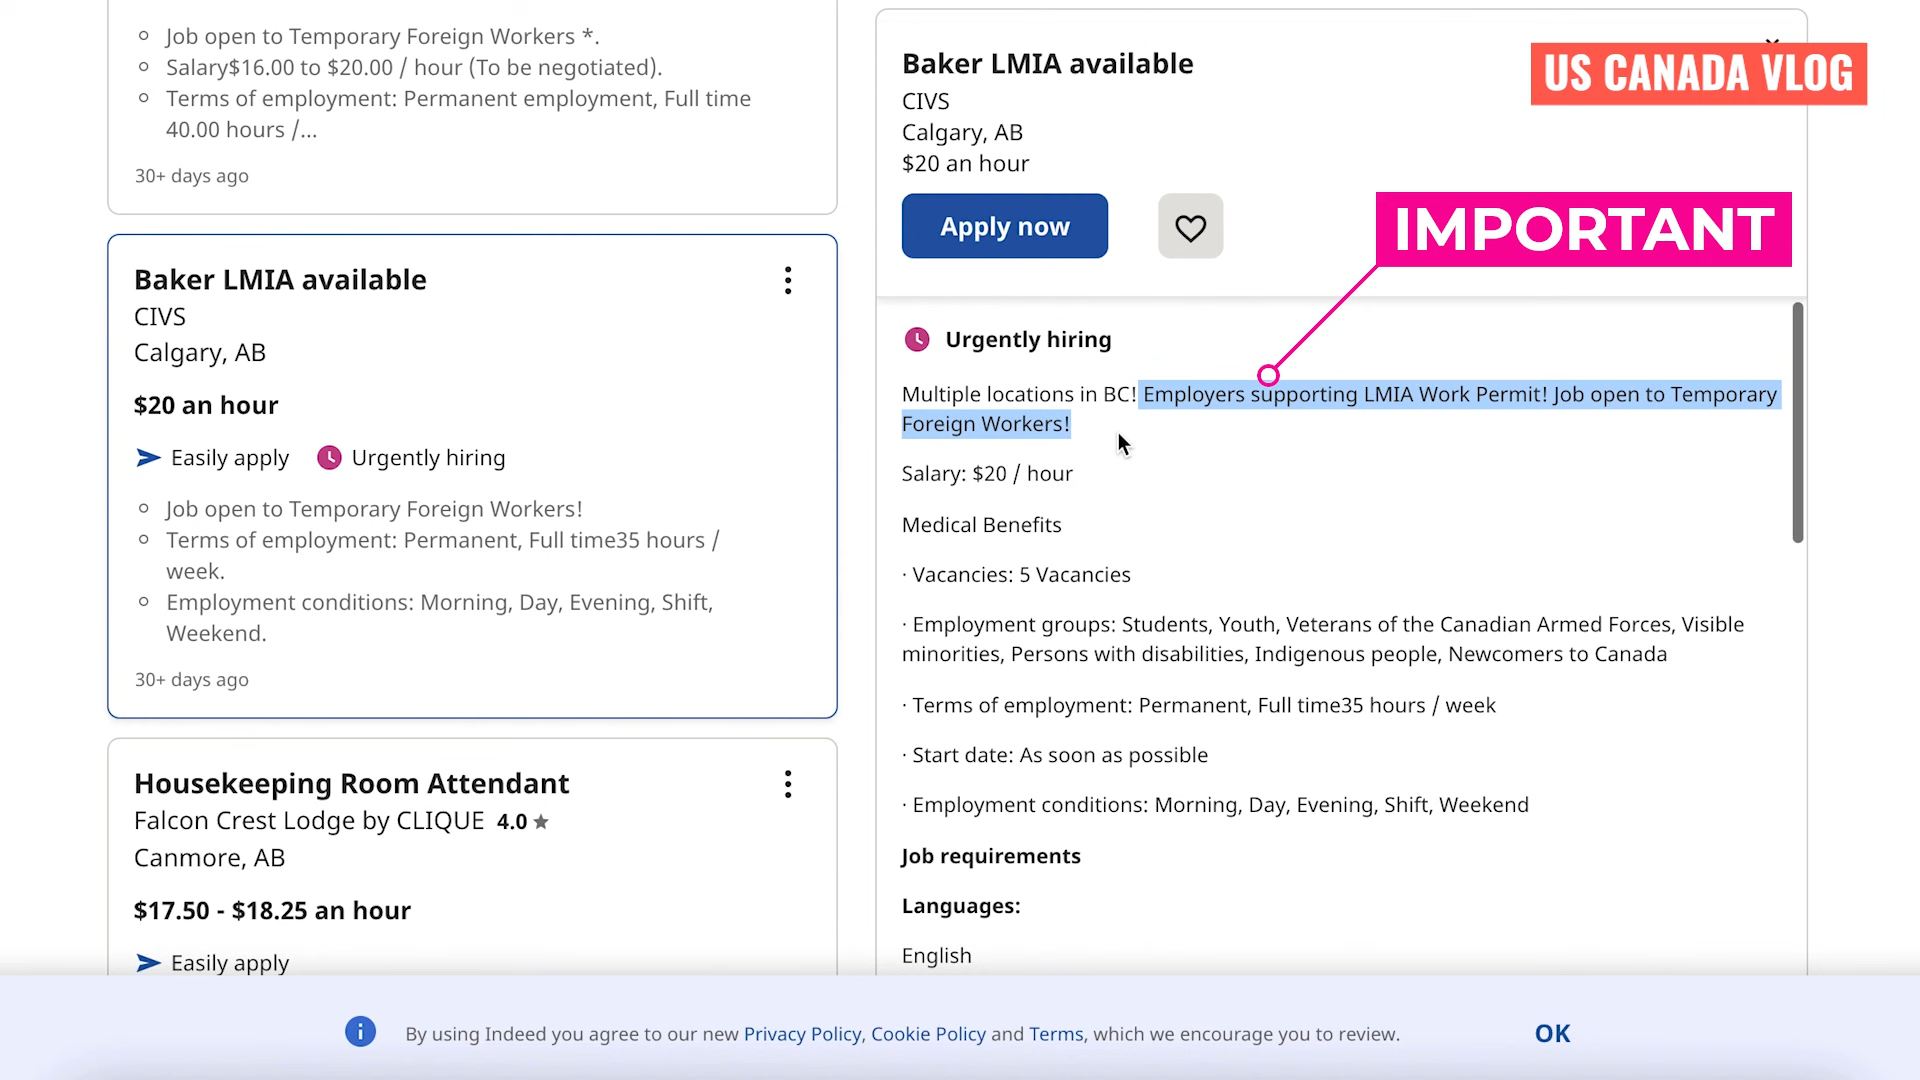 Job open to Temporary Foreign Workers *.
Salary$16.00 to $20.00 / hour (To be negotiated).
Terms of employment: Permanent employment, Full time
40.00 hours /...
30+ days ago
Baker LMIA available
CIVS
Calgary, AB
$20 an hour
Easily apply
Urgently hiring
Job open to Temporary Foreign Workers!
Terms of employment: Permanent, Full time35 hours /
week.
Employment conditions: Morning, Day, Evening, Shift,
Weekend.
30+ days ago
Housekeeping Room Attendant
Falcon Crest Lodge by CLIQUE 4.0
Canmore, AB
$17.50 - $18.25 an hour
Easily apply
Baker LMIA available
US CANADA VLOG
CIVS
Calgary, AB
$20 an hour
Apply now
IMPORTANT
Urgently hiring
Multiple locations in BC! Employers supporting LMIA Work Permit! Job open to Temporary
Foreign Workers!
Salary: $20 / hour
Medical Benefits
· Vacancies: 5 Vacancies
· Employment groups: Students, Youth, Veterans of the Canadian Armed Forces, Visible
minorities, Persons with disabilities, Indigenous people, Newcomers to Canada
· Terms of employment: Permanent, Full time35 hours / week
· Start date: As soon as possible
· Employment conditions: Morning, Day, Evening, Shift, Weekend
Job requirements
Languages:
English
By using Indeed you agree to our new Privacy Policy, Cookie Policy and Terms, which we encourage you to review.
OK